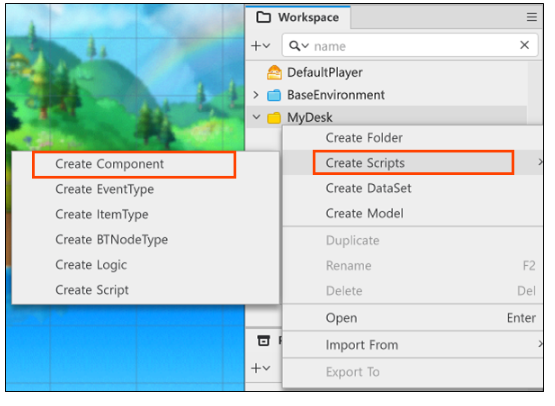 Workspace
name
DefaultPlayer
BaseEnvironment
MyDesk
Create Folder
Create Scripts
Create DataSet
Create Model
Duplicate
Rename F2
Delete Del
Open Enter
Import From
Export To
Create Component
Create EventType
Create ItemType
Create BTNodeType
Create Logic
Create Script